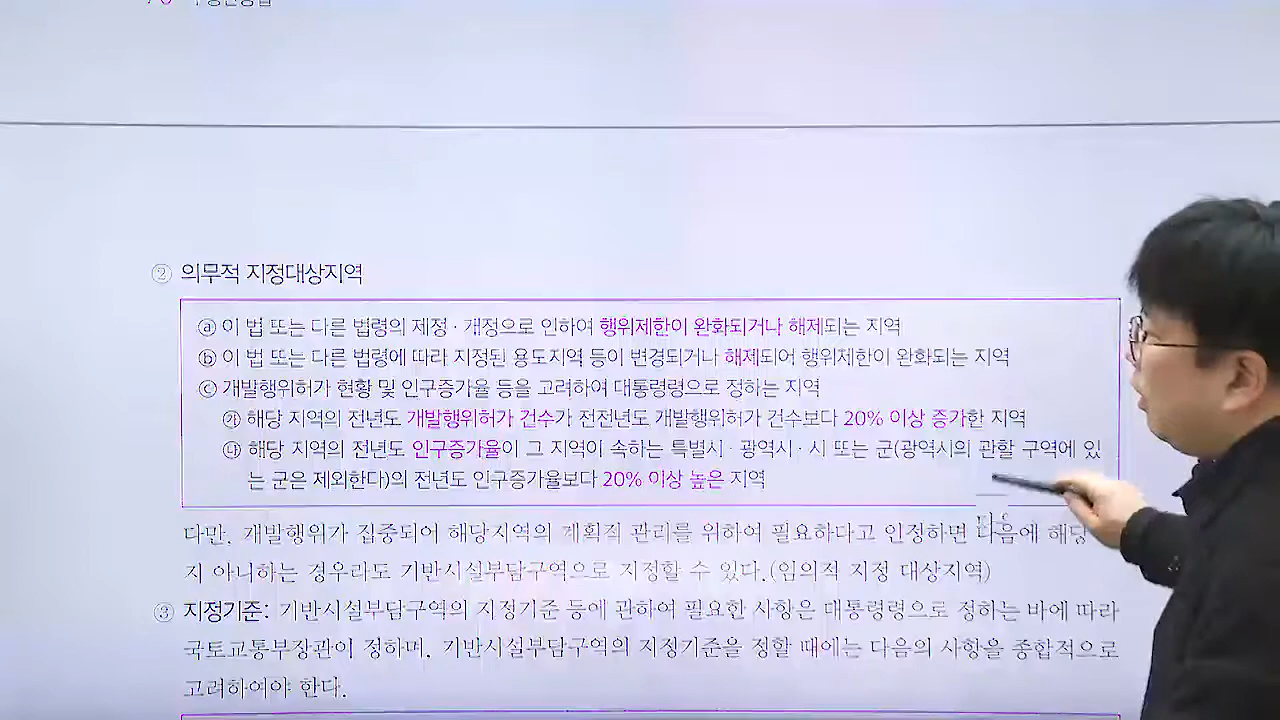 ② 의무적 지정대상지역
ⓐ 이 법 또는 다른 법령의 제정·개정으로 인하여 행위제한이 완화되거나 해제되는 지역
ⓑ 이 법 또는 다른 법령에 따라 지정된 용도지역 등이 변경되거나 해제되어 행위제한이 완화되는 지역
ⓒ 개발행위허가 현황 및 인구증가율 등을 고려하여 대통령령으로 정하는 지역
㉮ 해당 지역의 전년도 개발행위허가 건수가 전전년도 개발행위허가 건수보다 20% 이상 증가한 지역
㉯ 해당 지역의 전년도 인구증가율이 그 지역이 속하는 특별시·광역시·시 또는 군(광역시의 관할 구역에 있
는 군은 제외한다)의 전년도 인구증가율보다 20% 이상 높은 지역
다만, 개발행위가 집중되어 해당지역의 계획적 관리를 위하여 필요하다고 인정하면 다음에 해당
지 아니하는 경우라도 기반시설부담구역으로 지정할 수 있다.(임의적 지정 대상지역)
③ 지정기준: 기반시설부담구역의 지정기준 등에 관하여 필요한 사항은 대통령령으로 정하는 바에 따라
국토교통부장관이 정하며, 기반시설부담구역의 지정기준을 정할 때에는 다음의 사항을 종합적으로
고려하여야 한다.